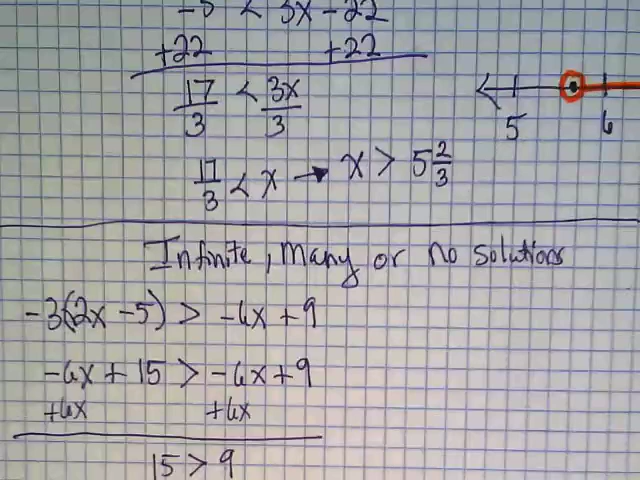 -5 < 3x - 22
+22 +22
17/3 < 3x/3
5 6
17/3 < x → x > 5 2/3
Infinite, Many or no solutions
-3(2x - 5) > -6x + 9
-6x + 15 > -6x + 9
+6x +6x
15 > 9